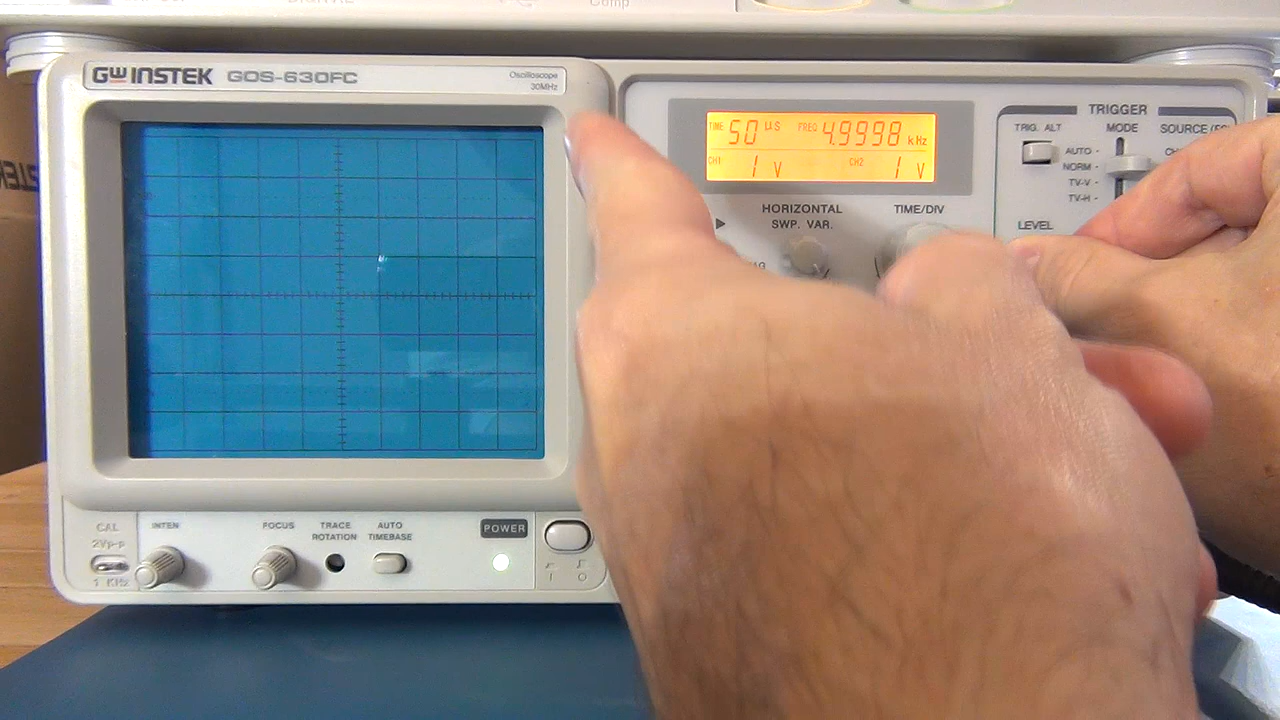 DIGITAL
Comp
GW INSTEK GOS-630FC
Oscilloscope
30MHz
TIME 50 µS FREQ 4.9998 kHz
CH1 1 V CH2 1 V
TRIGGER
TRIG. ALT MODE SOURCE
AUTO
NORM
TV-V
TV-H
LEVEL
HORIZONTAL TIME/DIV
SWP. VAR.
CAL
2Vp-p
1 KHz
INTEN
FOCUS
TRACE
ROTATION
AUTO
TIMEBASE
POWER
I O